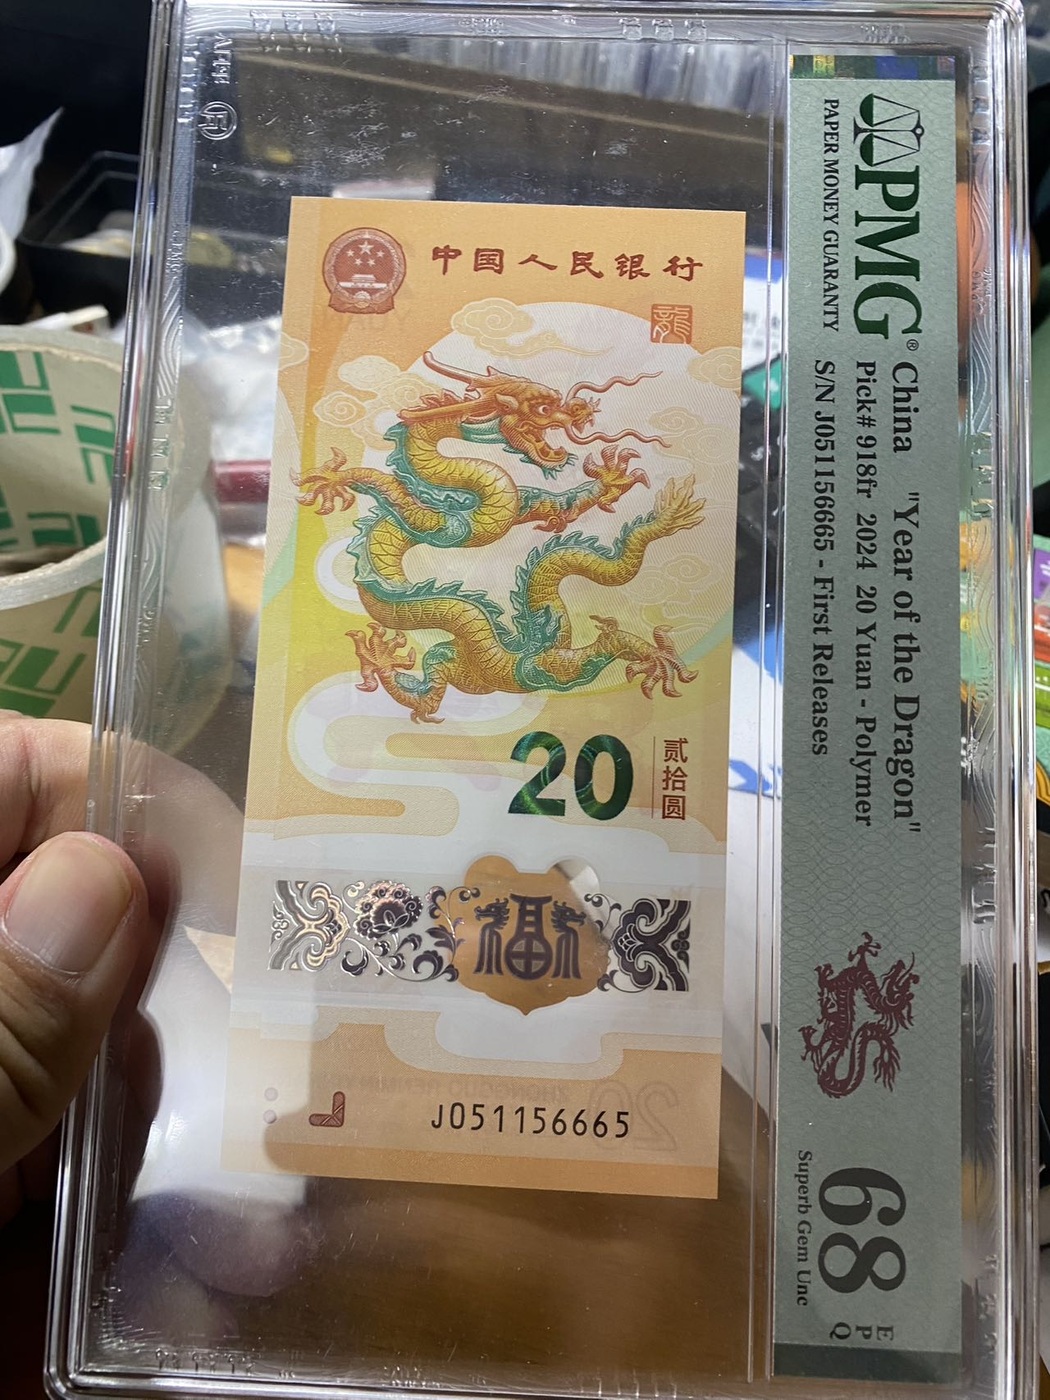 中国人民银行
龍
20
贰拾圆
福
J051156665
PMG®
PAPER MONEY GUARANTY
China "Year of the Dragon"
Pick# 918fr 2024 20 Yuan - Polymer
S/N J051156665 - First Releases
68
EPQ
Superb Gem Unc